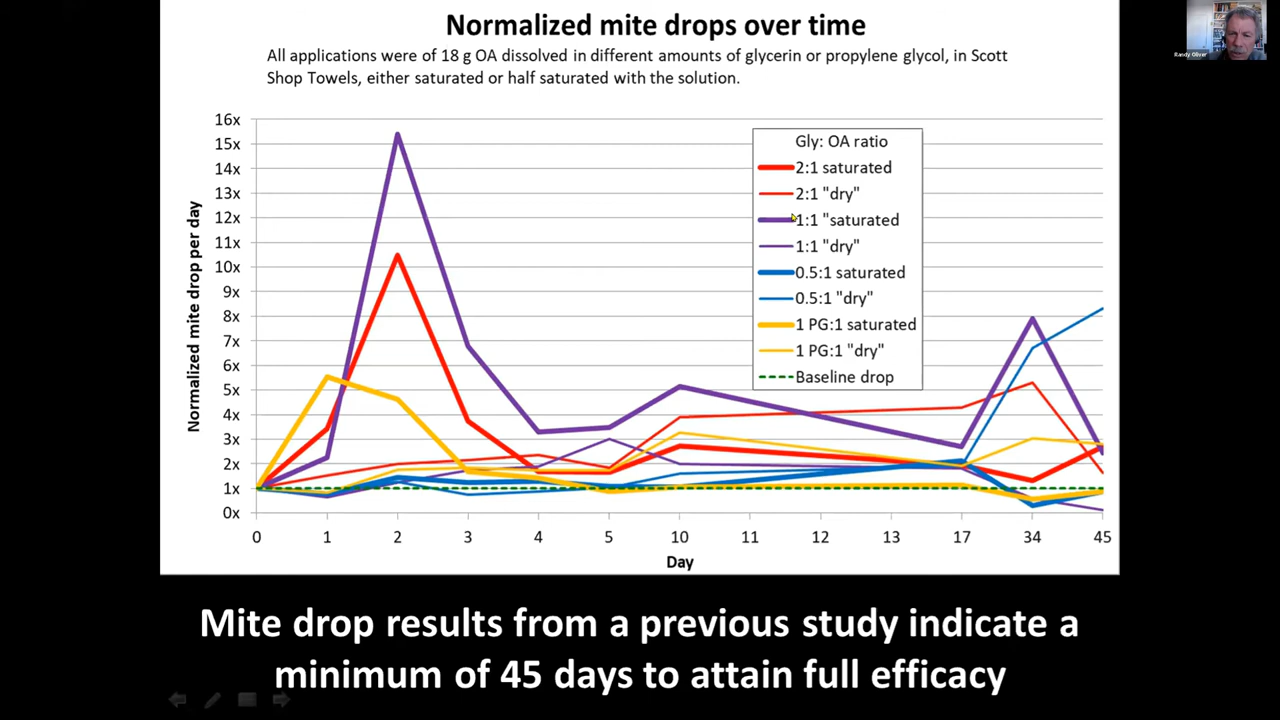 Normalized mite drops over time
All applications were of 18 g OA dissolved in different amounts of glycerin or propylene glycol, in Scott
Shop Towels, either saturated or half saturated with the solution.
Randy Oliver
Normalized mite drop per day
16x
15x
14x
13x
12x
11x
10x
9x
8x
7x
6x
5x
4x
3x
2x
1x
0x
Gly: OA ratio
2:1 saturated
2:1 "dry"
1:1 "saturated
1:1 "dry"
0.5:1 saturated
0.5:1 "dry"
1 PG:1 saturated
1 PG:1 "dry"
Baseline drop
0 1 2 3 4 5 10 11 12 13 17 34 45
Day
Mite drop results from a previous study indicate a
minimum of 45 days to attain full efficacy